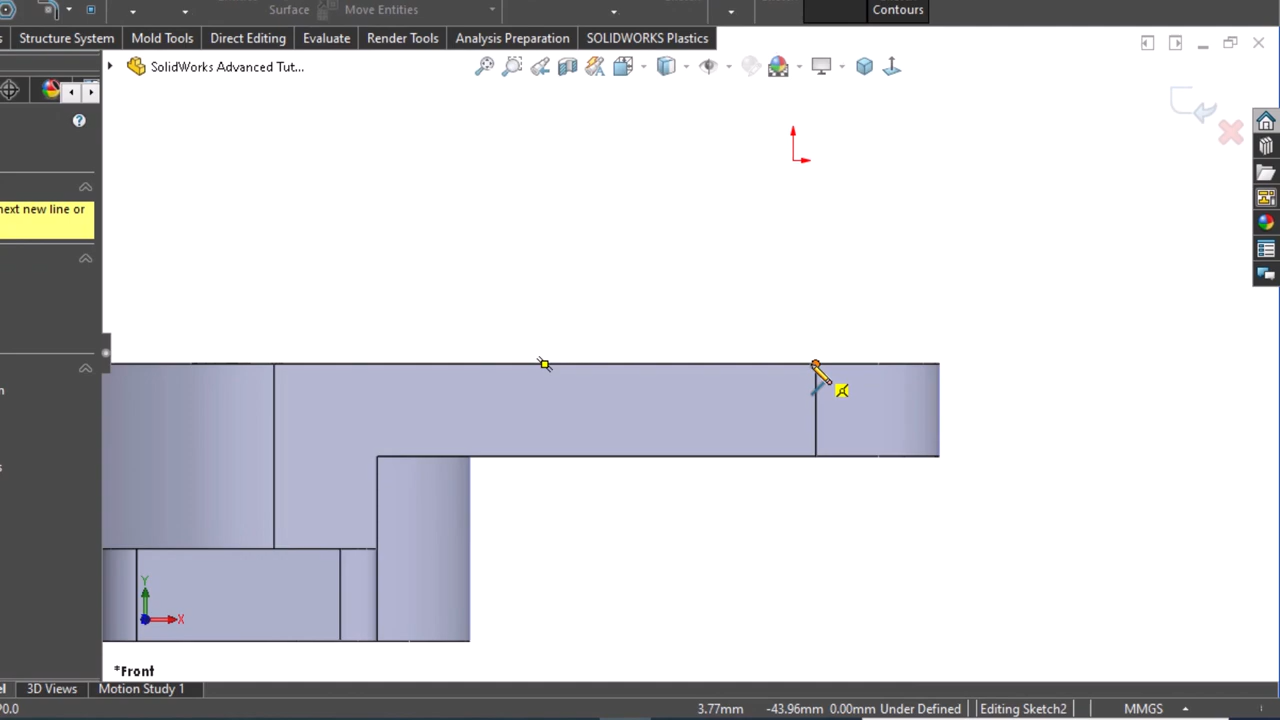 Surface
Move Entities
Contours
Structure System
Mold Tools
Direct Editing
Evaluate
Render Tools
Analysis Preparation
SOLIDWORKS Plastics
SolidWorks Advanced Tut...
next new line or
Y
X
*Front
3D Views
Motion Study 1
3.77mm
-43.96mm
0.00mm
Under Defined
Editing Sketch2
MMGS